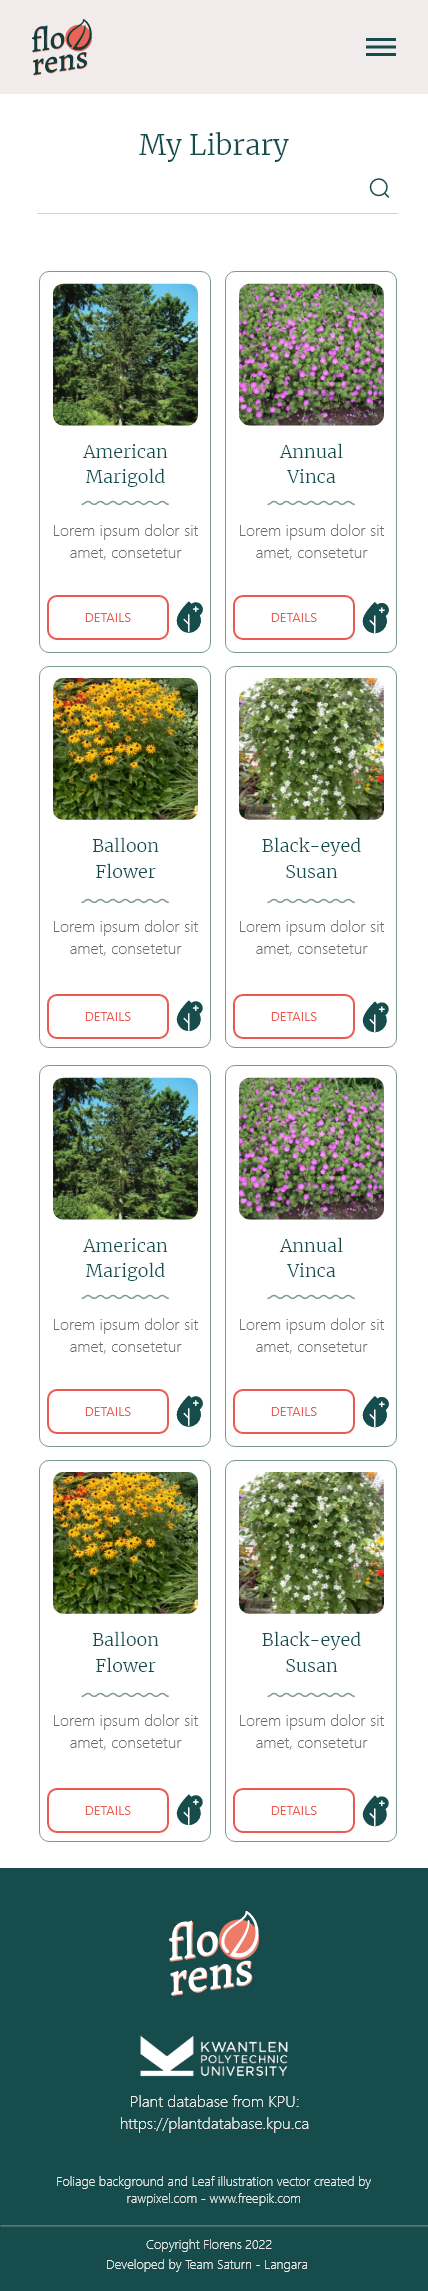 flo
rens
My Library
American
Marigold
Lorem ipsum dolor sit
amet, consetetur
DETAILS
Annual
Vinca
Lorem ipsum dolor sit
amet, consetetur
DETAILS
Balloon
Flower
Lorem ipsum dolor sit
amet, consetetur
DETAILS
Black-eyed
Susan
Lorem ipsum dolor sit
amet, consetetur
DETAILS
American
Marigold
Lorem ipsum dolor sit
amet, consetetur
DETAILS
Annual
Vinca
Lorem ipsum dolor sit
amet, consetetur
DETAILS
Balloon
Flower
Lorem ipsum dolor sit
amet, consetetur
DETAILS
Black-eyed
Susan
Lorem ipsum dolor sit
amet, consetetur
DETAILS
flo
rens
KWANTLEN
POLYTECHNIC
UNIVERSITY
Plant database from KPU:
https://plantdatabase.kpu.ca
Foliage background and Leaf illustration vector created by
rawpixel.com - www.freepik.com
Copyright Florens 2022
Developed by Team Saturn - Langara